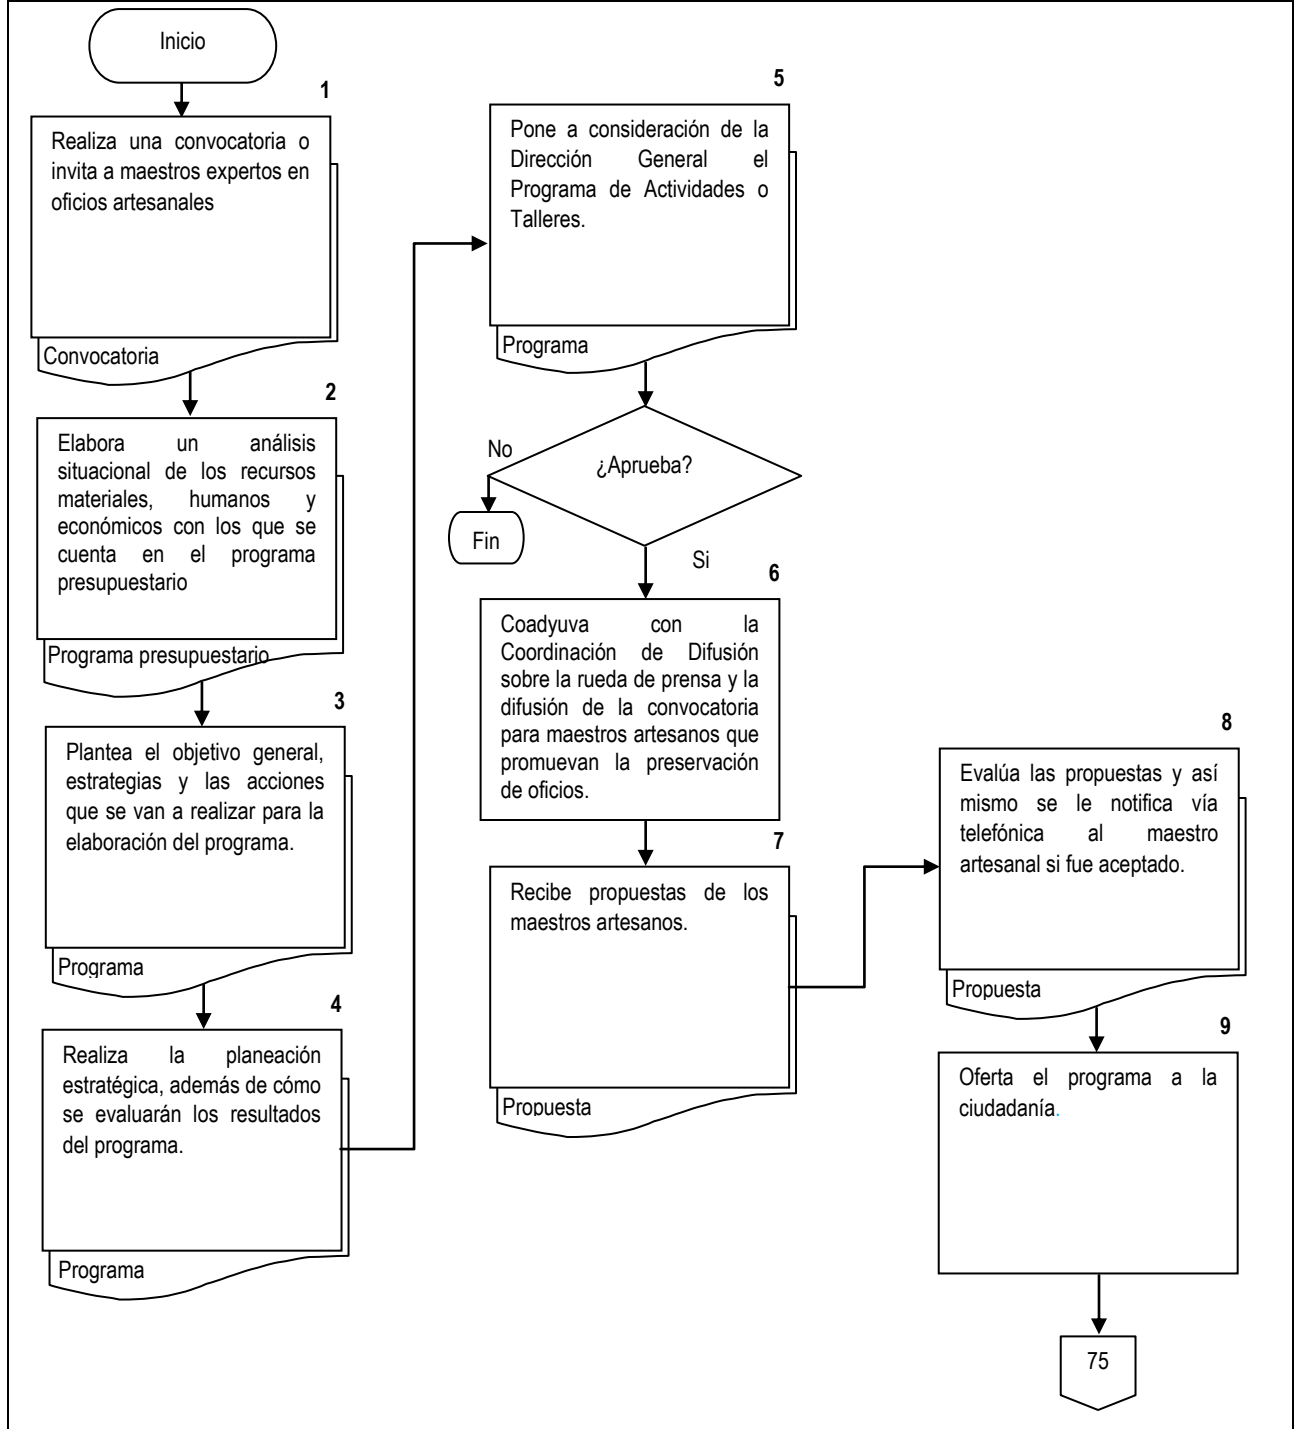 Inicio
1
Realiza una convocatoria o
invita a maestros expertos en
oficios artesanales
Convocatoria
2
Elabora un análisis
situacional de los recursos
materiales, humanos y
económicos con los que se
cuenta en el programa
presupuestario
Programa presupuestario
3
Plantea el objetivo general,
estrategias y las acciones
que se van a realizar para la
elaboración del programa.
Programa
4
Realiza la planeación
estratégica, además de cómo
se evaluarán los resultados
del programa.
Programa
5
Pone a consideración de la
Dirección General el
Programa de Actividades o
Talleres.
Programa
¿Aprueba?
No
Fin
Si
6
Coadyuva con la
Coordinación de Difusión
sobre la rueda de prensa y la
difusión de la convocatoria
para maestros artesanos que
promuevan la preservación
de oficios.
7
Recibe propuestas de los
maestros artesanos.
Propuesta
8
Evalúa las propuestas y así
mismo se le notifica vía
telefónica al maestro
artesanal si fue aceptado.
Propuesta
9
Oferta el programa a la
ciudadanía.
75